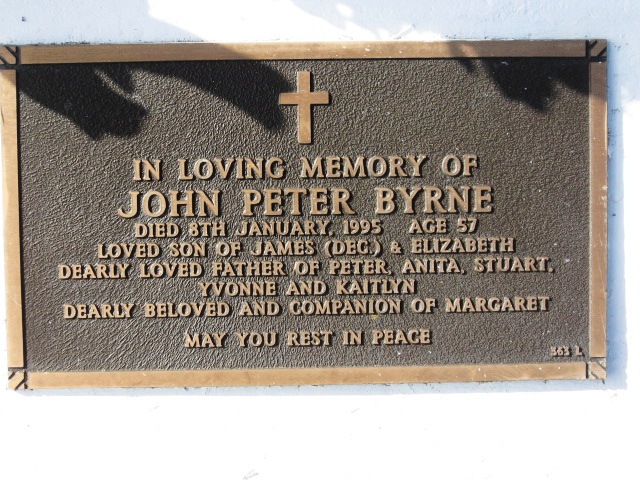 IN LOVING MEMORY OF
JOHN PETER BYRNE
DIED 8TH JANUARY, 1995 AGE 57
LOVED SON OF JAMES (DEC.) & ELIZABETH
DEARLY LOVED FATHER OF PETER, ANITA, STUART,
YVONNE AND KAITLYN
DEARLY BELOVED AND COMPANION OF MARGARET
MAY YOU REST IN PEACE
363 L